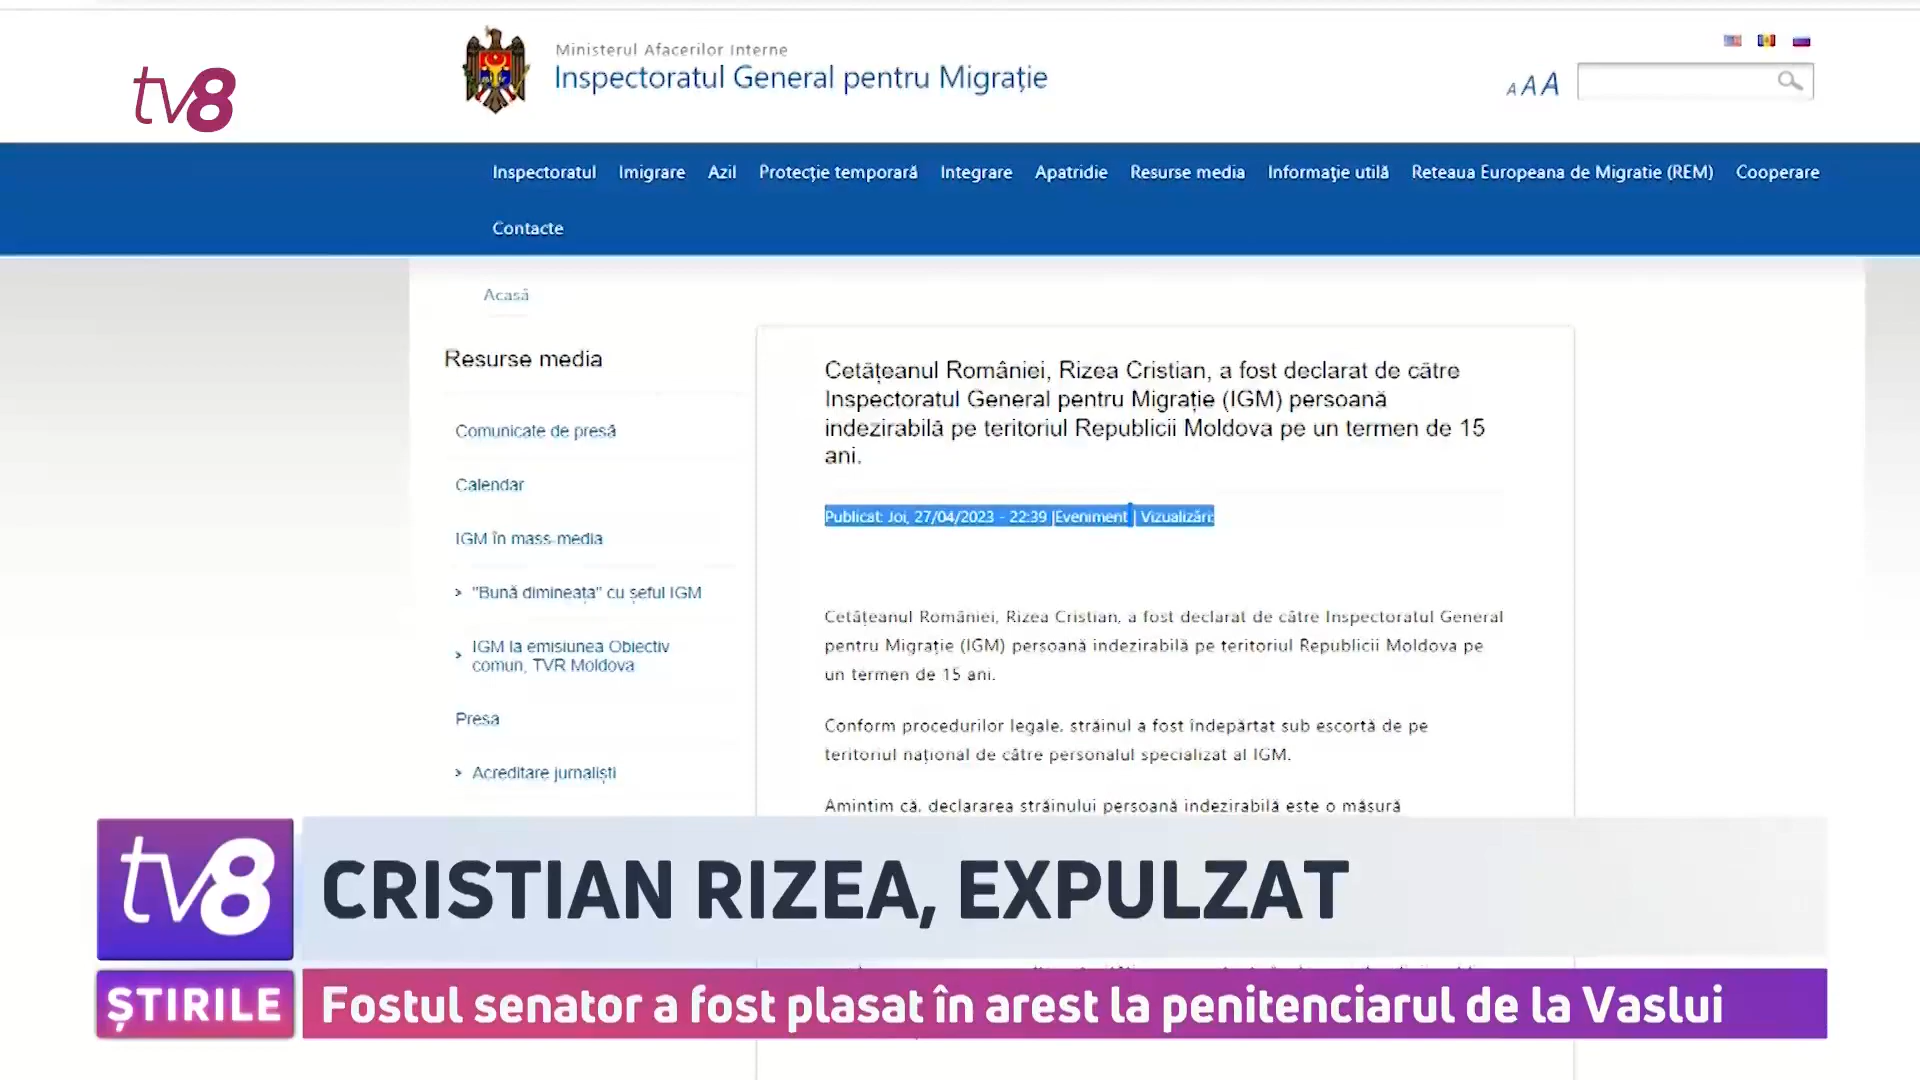 tv8
Ministerul Afacerilor Interne
Inspectoratul General pentru Migrație
A A A
Inspectoratul Imigrare Azil Protecție temporară Integrare Apatridie Resurse media Informaţie utilă Reteaua Europeana de Migratie (REM) Cooperare
Contacte
Acasă
Resurse media
Comunicate de presă
Calendar
IGM în mass-media
"Bună dimineața" cu șeful IGM
IGM la emisiunea Obiectiv
comun, TVR Moldova
Presa
Acreditare jurnaliști
Cetățeanul României, Rizea Cristian, a fost declarat de către
Inspectoratul General pentru Migrație (IGM) persoană
indezirabilă pe teritoriul Republicii Moldova pe un termen de 15
ani.
Publicat: Joi, 27/04/2023 - 22:39 |Eveniment | Vizualizări:
Cetățeanul României, Rizea Cristian, a fost declarat de către Inspectoratul General
pentru Migrație (IGM) persoană indezirabilă pe teritoriul Republicii Moldova pe
un termen de 15 ani.
Conform procedurilor legale, străinul a fost îndepărtat sub escortă de pe
teritoriul național de către personalul specializat al IGM.
Amintim că, declararea străinului persoană indezirabilă este o măsură
tv8
CRISTIAN RIZEA, EXPULZAT
ȘTIRILE
Fostul senator a fost plasat în arest la penitenciarul de la Vaslui